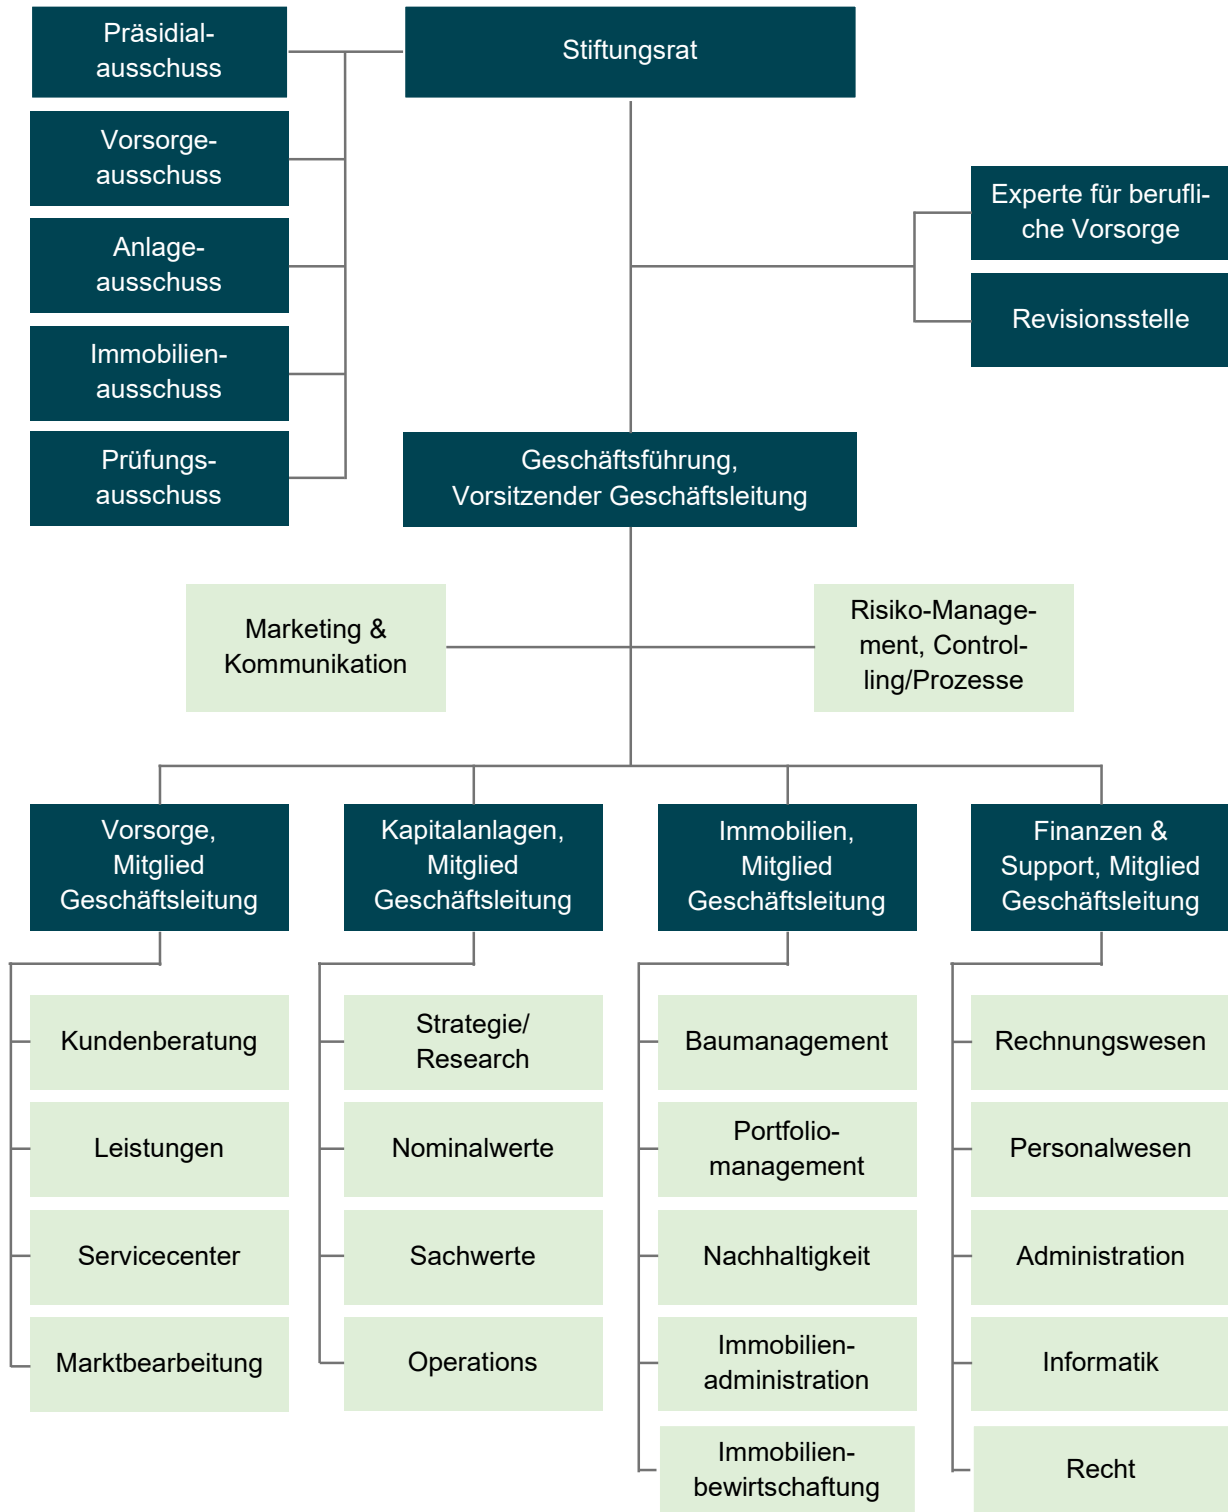 Präsidial-
ausschuss
Stiftungsrat
Vorsorge-
ausschuss
Anlage-
ausschuss
Immobilien-
ausschuss
Prüfungs-
ausschuss
Experte für berufli-
che Vorsorge
Revisionsstelle
Geschäftsführung,
Vorsitzender Geschäftsleitung
Marketing &
Kommunikation
Risiko-Manage-
ment, Control-
ling/Prozesse
Vorsorge,
Mitglied
Geschäftsleitung
Kapitalanlagen,
Mitglied
Geschäftsleitung
Immobilien,
Mitglied
Geschäftsleitung
Finanzen &
Support, Mitglied
Geschäftsleitung
Kundenberatung
Leistungen
Servicecenter
Marktbearbeitung
Strategie/
Research
Nominalwerte
Sachwerte
Operations
Baumanagement
Portfolio-
management
Nachhaltigkeit
Immobilien-
administration
Immobilien-
bewirtschaftung
Rechnungswesen
Personalwesen
Administration
Informatik
Recht